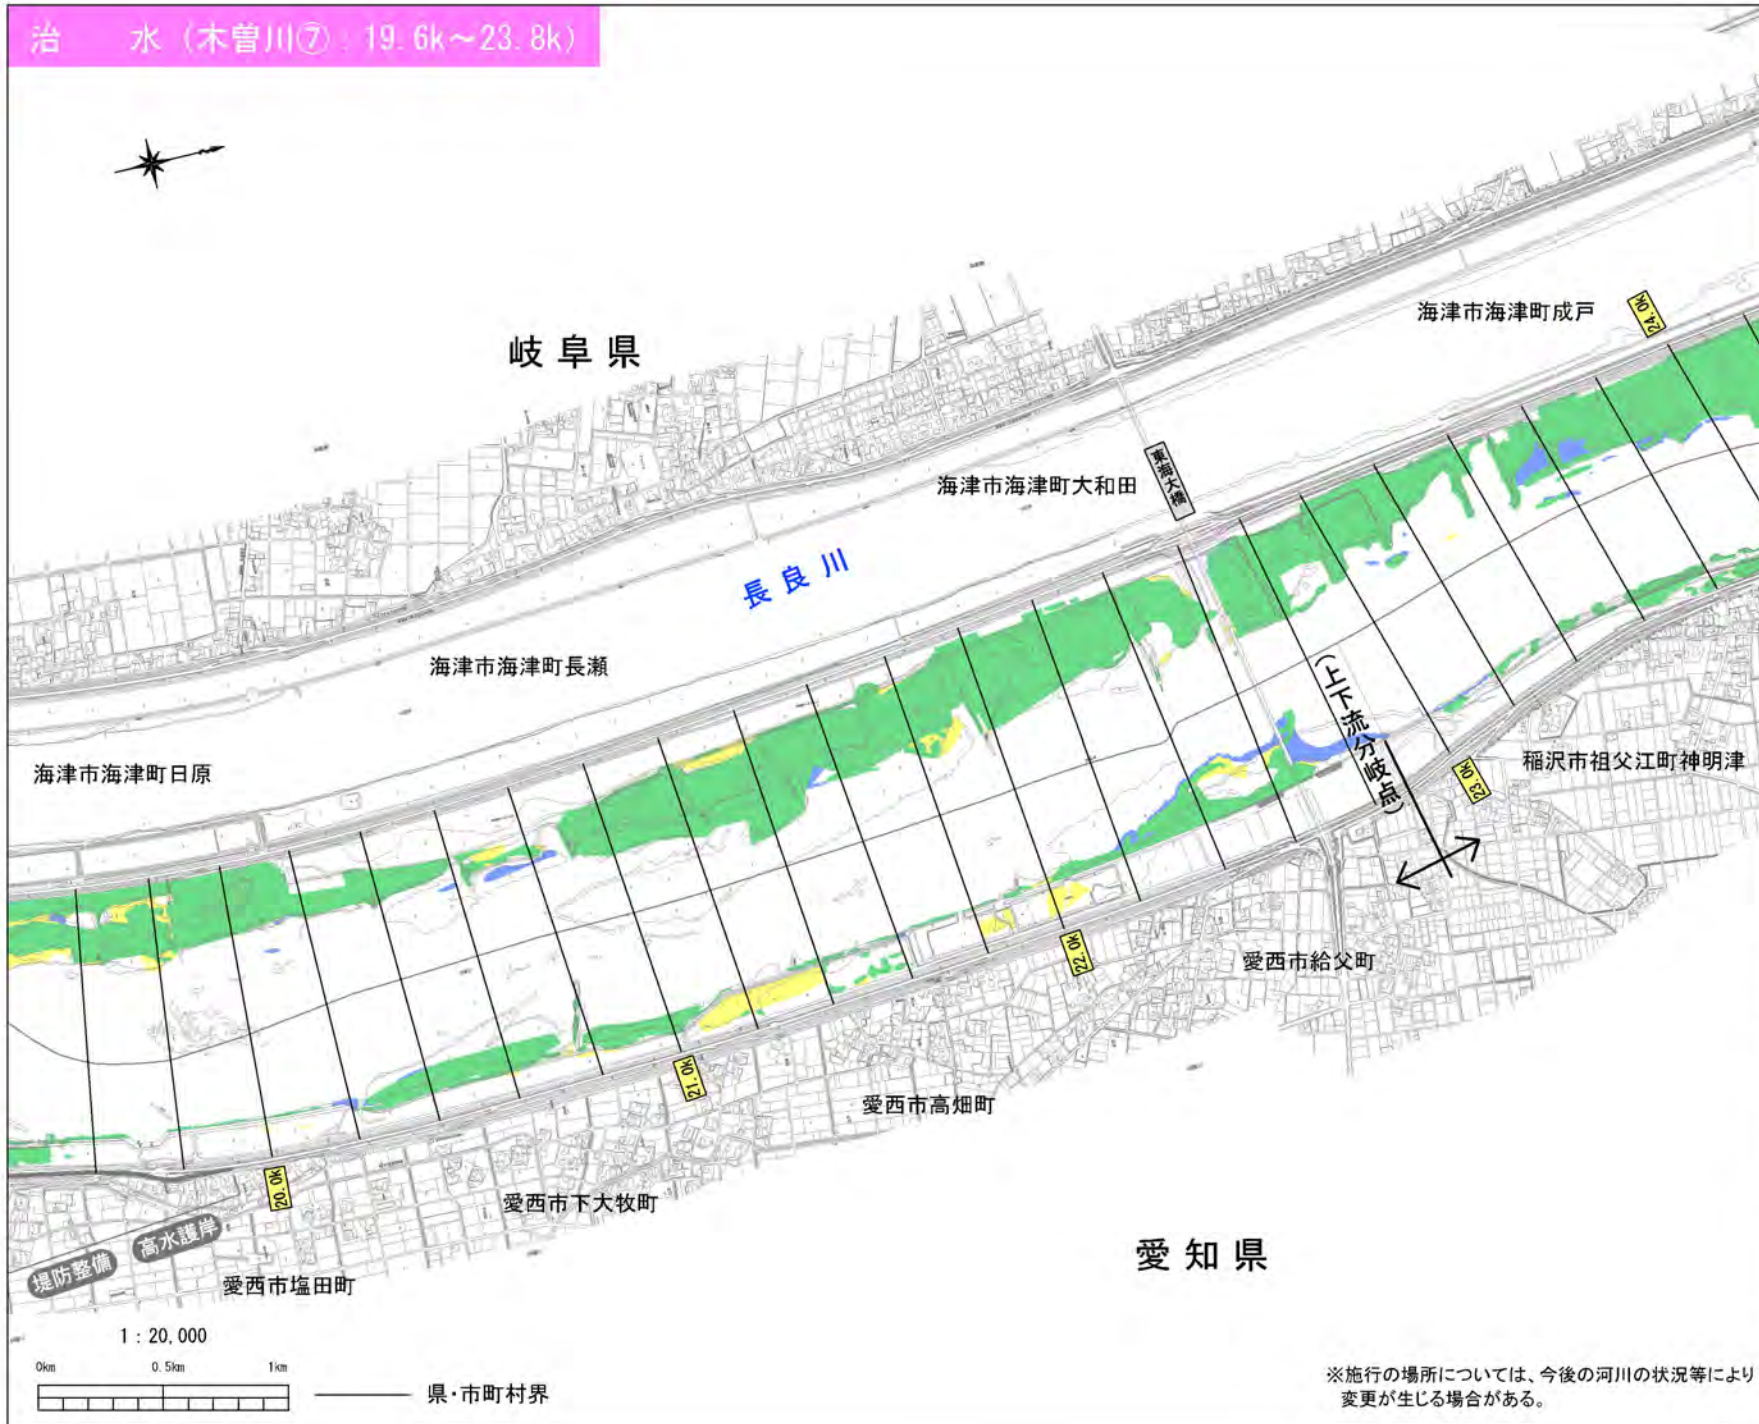 治　　水（木曽川⑦：19.6k～23.8k）
岐阜県
海津市海津町成戸
24.0k
東海大橋
海津市海津町大和田
長良川
海津市海津町長瀬
（上下流分岐点）
海津市海津町日原
稲沢市祖父江町神明津
23.0k
22.0k
愛西市給父町
21.0k
愛西市高畑町
20.0k
愛西市下大牧町
高水護岸
堤防整備
愛西市塩田町
愛知県
1：20,000
0km 0.5km 1km
県・市町村界
※施行の場所については、今後の河川の状況等により
変更が生じる場合がある。